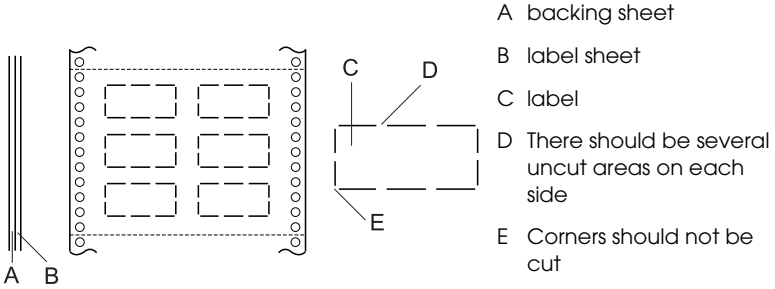 A backing sheet
B label sheet
C label
D There should be several
uncut areas on each
side
E Corners should not be
cut
C
D
E
A B